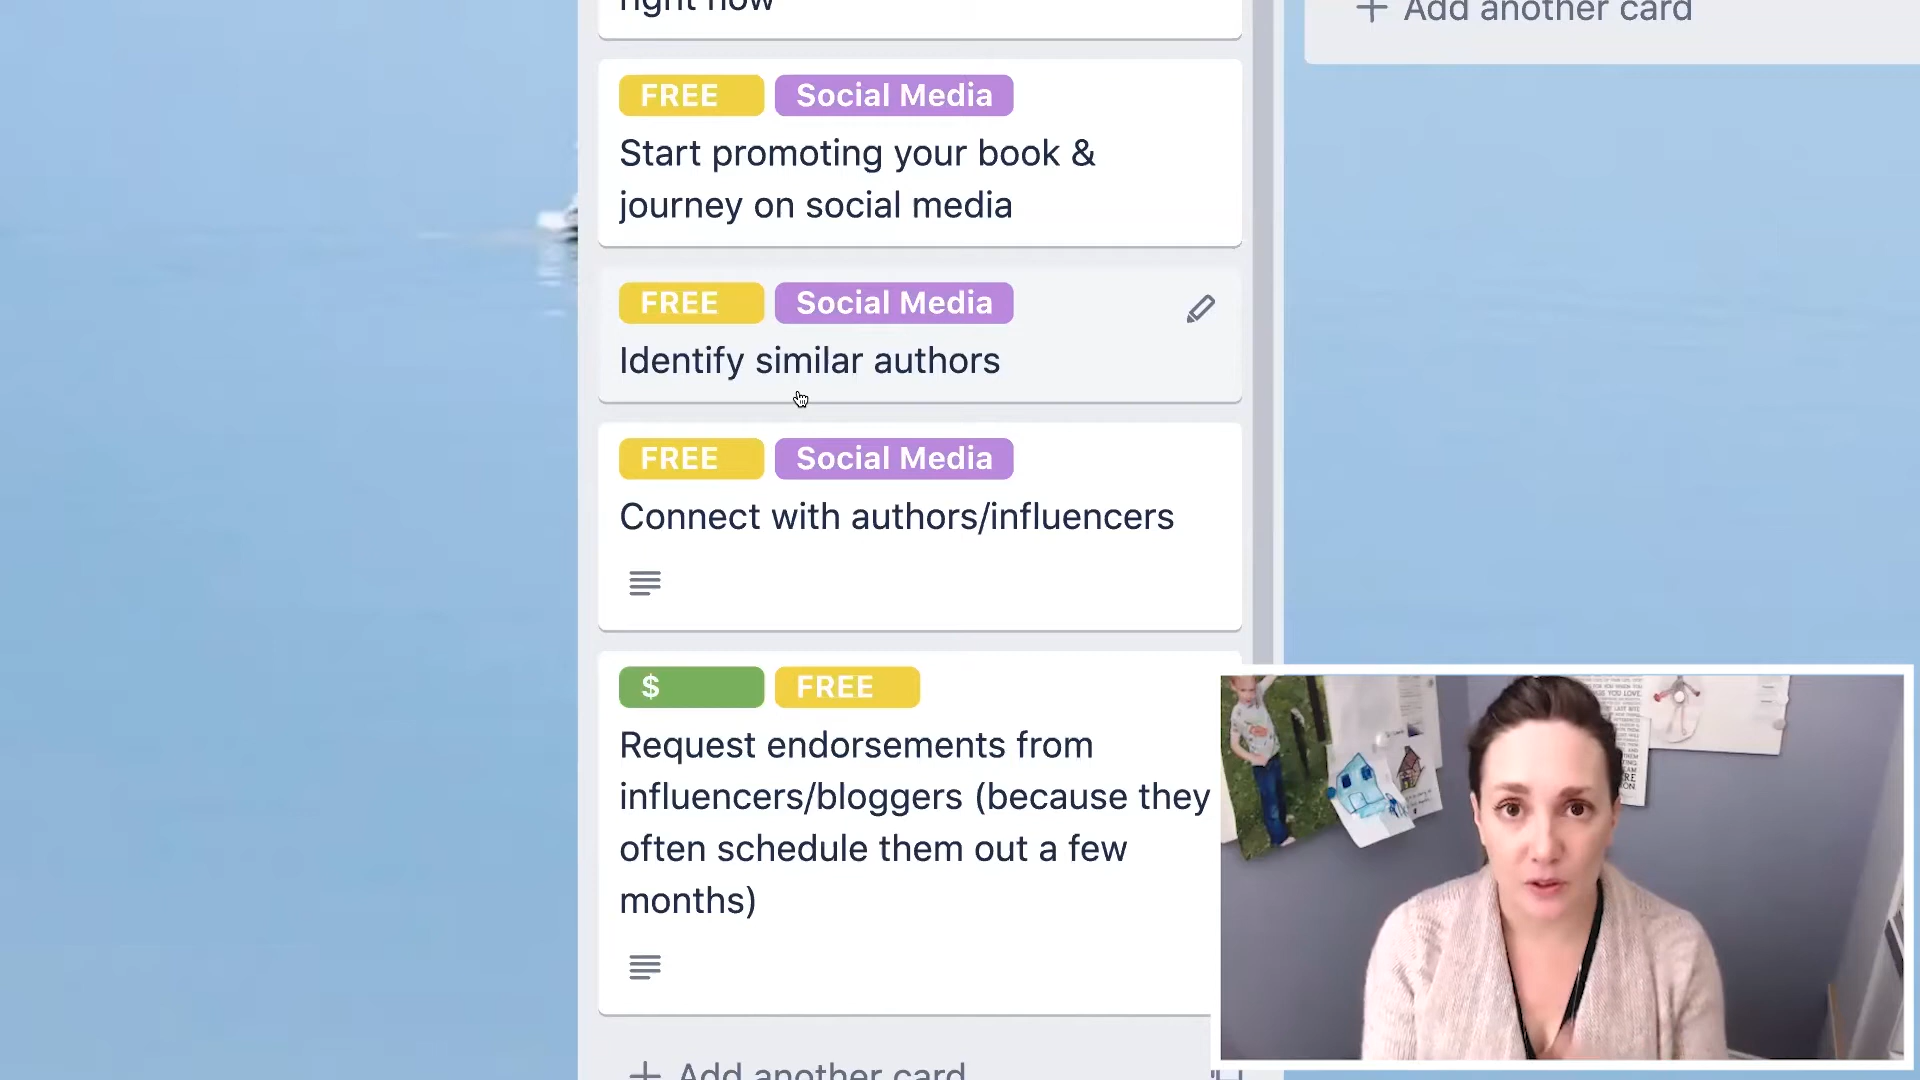 right now
+ Add another card
FREE Social Media
Start promoting your book &
journey on social media
FREE Social Media
Identify similar authors
FREE Social Media
Connect with authors/influencers
$ FREE
Request endorsements from
influencers/bloggers (because they
often schedule them out a few
months)
+ Add another card